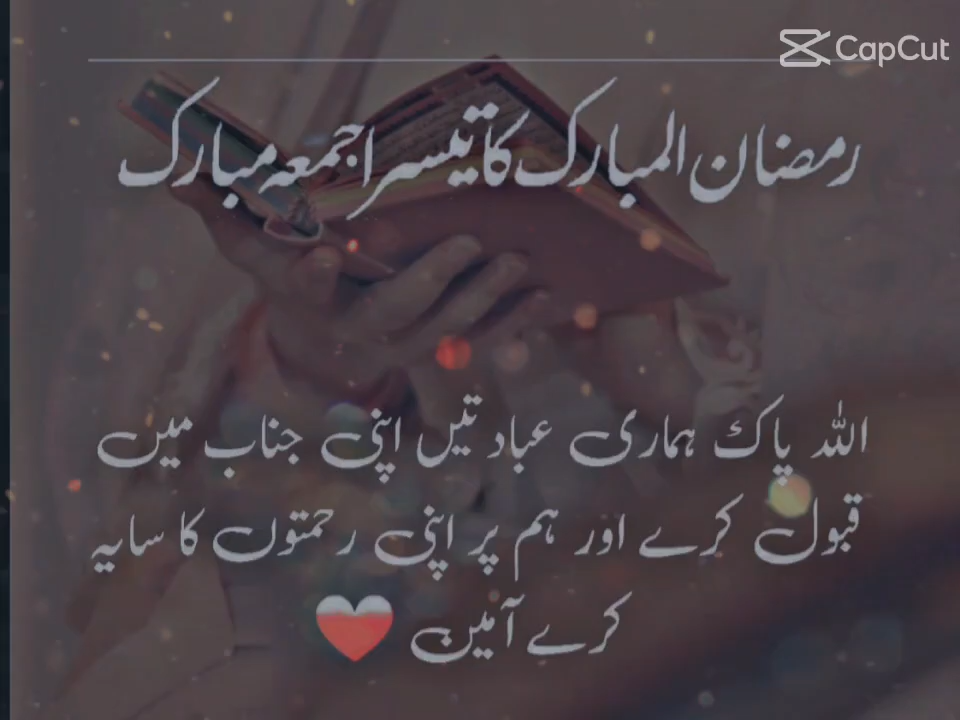 CapCut
رمضان المبارک کا تیسرا جمعہ مبارک
اللہ پاک ہماری عبادتیں اپنی جناب میں
قبول کرے اور ہم پر اپنی رحمتوں کا سایہ
کرے آمین ❤️